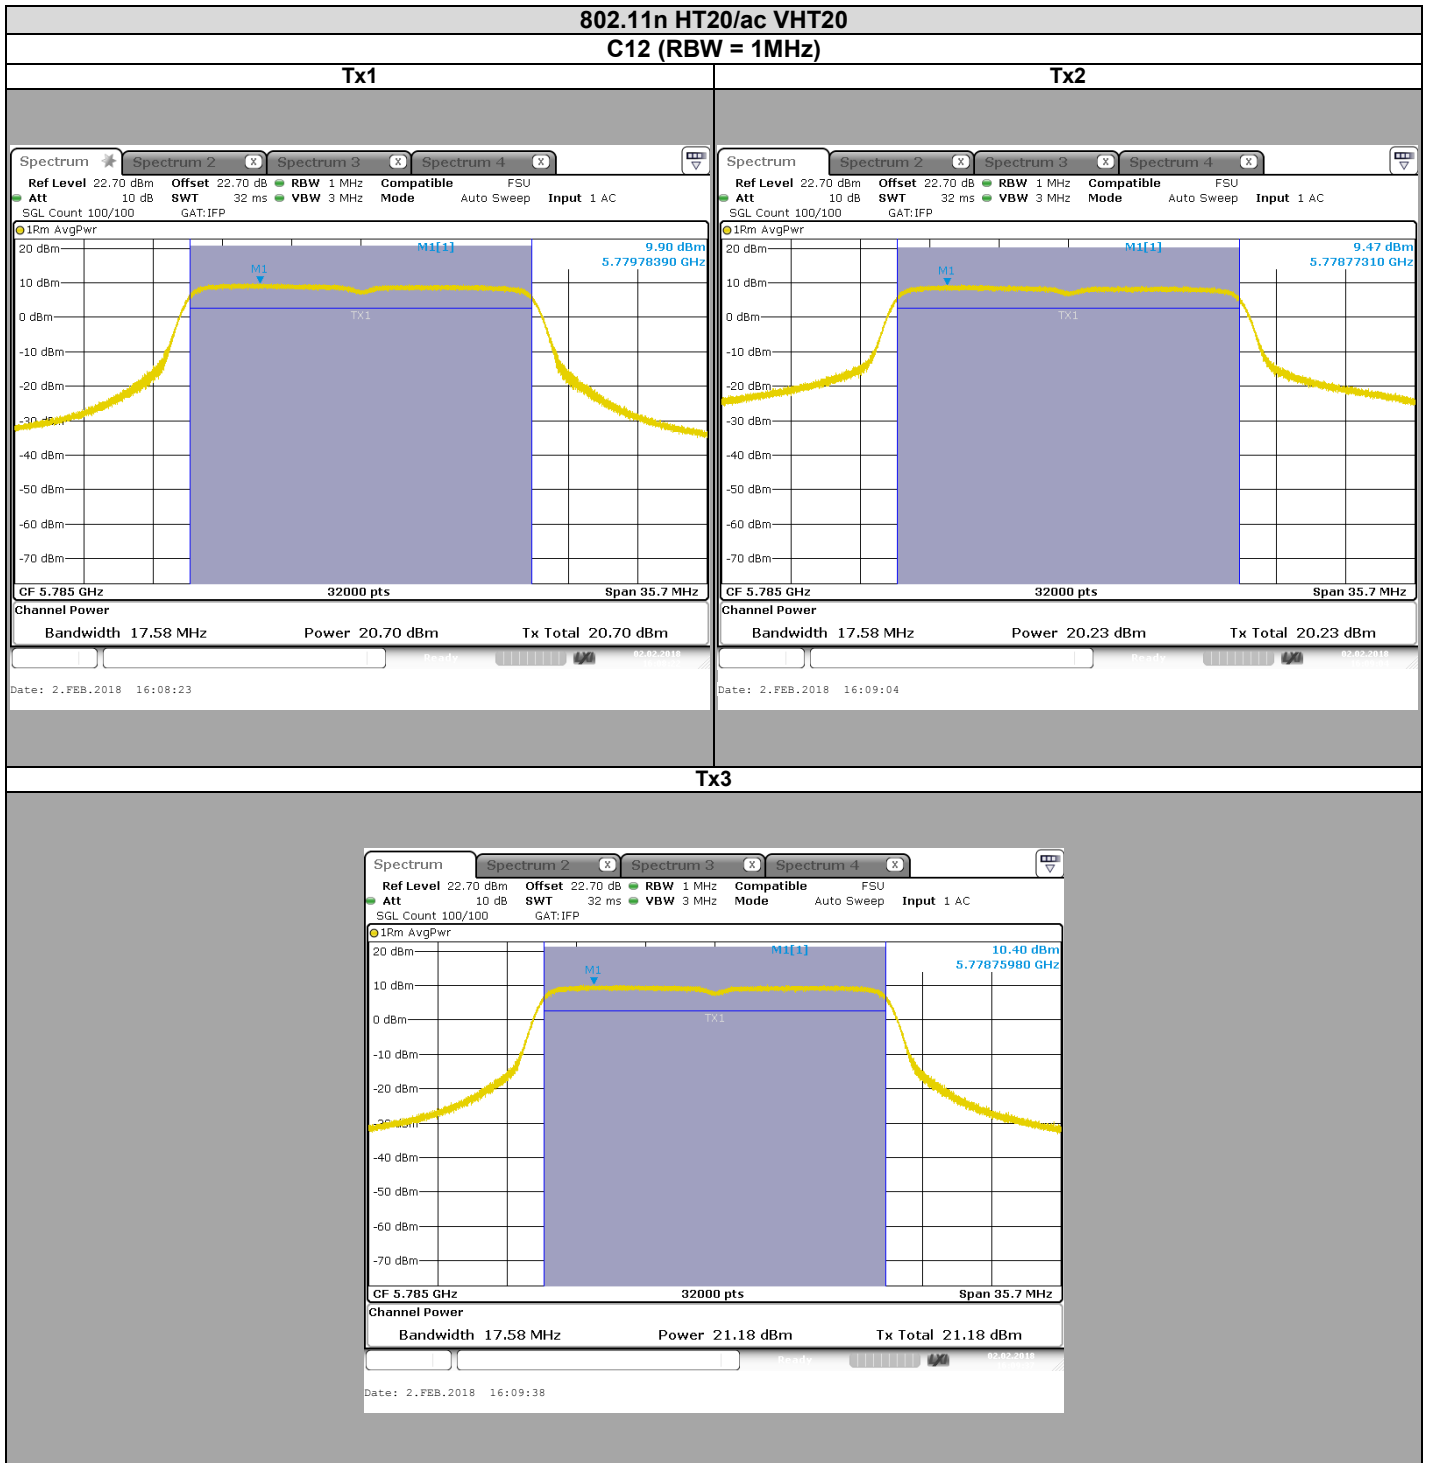 802.11n HT20/ac VHT20
C12 (RBW = 1MHz)
Tx1
Spectrum Spectrum 2 X Spectrum 3 X Spectrum 4 X
Ref Level 22.70 dBm Offset 22.70 dB RBW 1 MHz Compatible FSU
Att 10 dB SWT 32 ms VBW 3 MHz Mode Auto Sweep Input 1 AC
SGL Count 100/100 GAT:IFP
1Rm AvgPwr
M1[1] 9.90 dBm
5.77978390 GHz
20 dBm
M1
10 dBm
0 dBm
TX1
-10 dBm
-20 dBm
-30 dBm
-40 dBm
-50 dBm
-60 dBm
-70 dBm
CF 5.785 GHz 32000 pts Span 35.7 MHz
Channel Power
Bandwidth 17.58 MHz Power 20.70 dBm Tx Total 20.70 dBm
Ready 02.02.2018
Date: 2.FEB.2018 16:08:23
Tx2
Spectrum Spectrum 2 X Spectrum 3 X Spectrum 4 X
Ref Level 22.70 dBm Offset 22.70 dB RBW 1 MHz Compatible FSU
Att 10 dB SWT 32 ms VBW 3 MHz Mode Auto Sweep Input 1 AC
SGL Count 100/100 GAT:IFP
1Rm AvgPwr
M1[1] 9.47 dBm
5.77877310 GHz
20 dBm
M1
10 dBm
0 dBm
TX1
-10 dBm
-20 dBm
-30 dBm
-40 dBm
-50 dBm
-60 dBm
-70 dBm
CF 5.785 GHz 32000 pts Span 35.7 MHz
Channel Power
Bandwidth 17.58 MHz Power 20.23 dBm Tx Total 20.23 dBm
Ready 02.02.2018
Date: 2.FEB.2018 16:09:04
Tx3
Spectrum Spectrum 2 X Spectrum 3 X Spectrum 4 X
Ref Level 22.70 dBm Offset 22.70 dB RBW 1 MHz Compatible FSU
Att 10 dB SWT 32 ms VBW 3 MHz Mode Auto Sweep Input 1 AC
SGL Count 100/100 GAT:IFP
1Rm AvgPwr
M1[1] 10.40 dBm
5.77875980 GHz
20 dBm
M1
10 dBm
0 dBm
TX1
-10 dBm
-20 dBm
-40 dBm
-50 dBm
-60 dBm
-70 dBm
CF 5.785 GHz 32000 pts Span 35.7 MHz
Channel Power
Bandwidth 17.58 MHz Power 21.18 dBm Tx Total 21.18 dBm
Ready 02.02.2018
Date: 2.FEB.2018 16:09:38